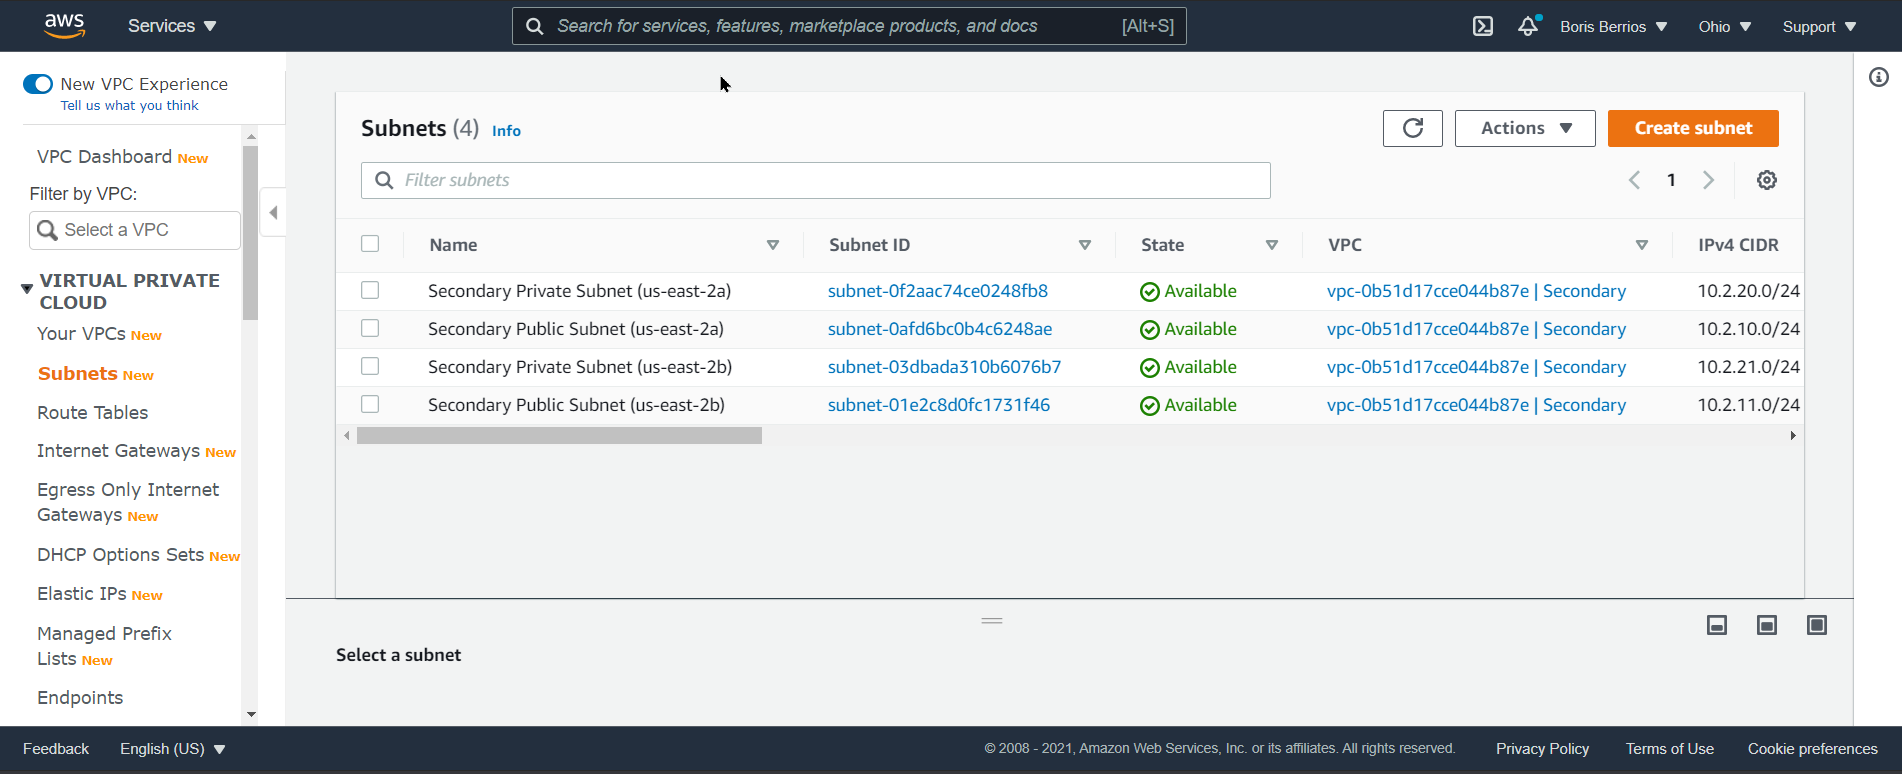 aws
Services
Search for services, features, marketplace products, and docs [Alt+S]
Boris Berrios
Ohio
Support
New VPC Experience
Tell us what you think
VPC Dashboard New
Filter by VPC:
Select a VPC
VIRTUAL PRIVATE
CLOUD
Your VPCs New
Subnets New
Route Tables
Internet Gateways New
Egress Only Internet
Gateways New
DHCP Options Sets New
Elastic IPs New
Managed Prefix
Lists New
Endpoints
Subnets (4) Info
Actions
Create subnet
Filter subnets
1
Name Subnet ID State VPC IPv4 CIDR
Secondary Private Subnet (us-east-2a) subnet-0f2aac74ce0248fb8 Available vpc-0b51d17cce044b87e | Secondary 10.2.20.0/24
Secondary Public Subnet (us-east-2a) subnet-0afd6bc0b4c6248ae Available vpc-0b51d17cce044b87e | Secondary 10.2.10.0/24
Secondary Private Subnet (us-east-2b) subnet-03dbada310b6076b7 Available vpc-0b51d17cce044b87e | Secondary 10.2.21.0/24
Secondary Public Subnet (us-east-2b) subnet-01e2c8d0fc1731f46 Available vpc-0b51d17cce044b87e | Secondary 10.2.11.0/24
Select a subnet
Feedback
English (US)
© 2008 - 2021, Amazon Web Services, Inc. or its affiliates. All rights reserved.
Privacy Policy
Terms of Use
Cookie preferences